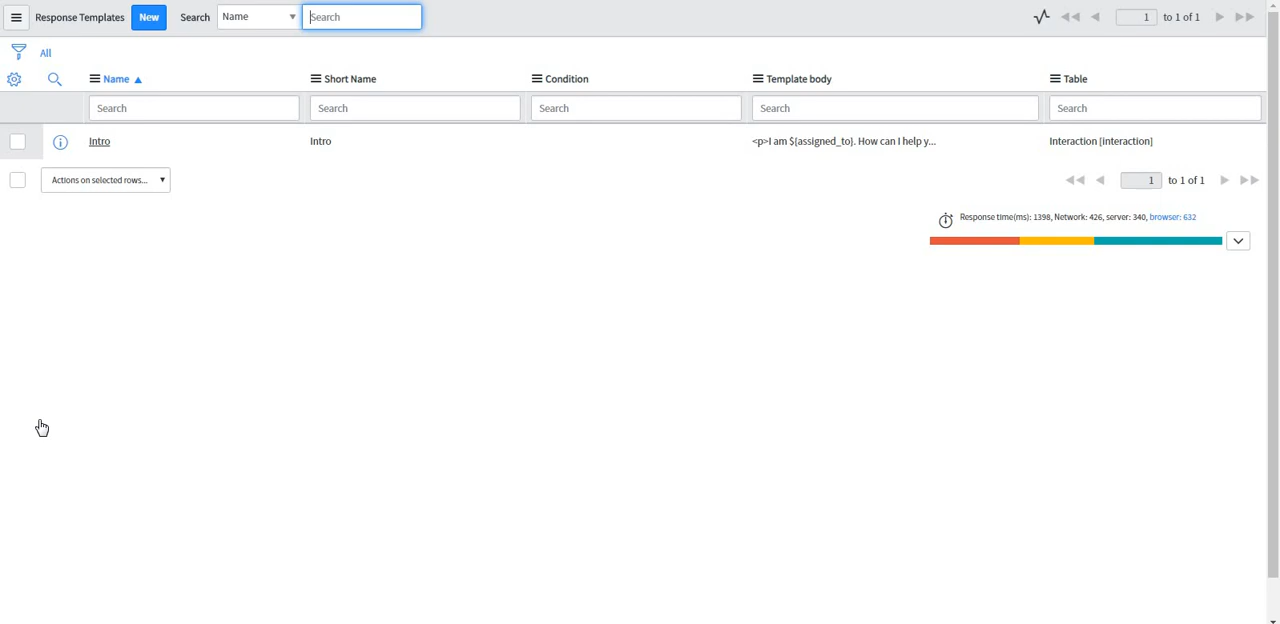 Response Templates New Search Name Search 1 to 1 of 1
All
Name Short Name Condition Template body Table
Search Search Search Search Search
Intro Intro <p>I am ${assigned_to}. How can I help y... Interaction [interaction]
Actions on selected rows... 1 to 1 of 1
Response time(ms): 1398, Network: 426, server: 340, browser: 632